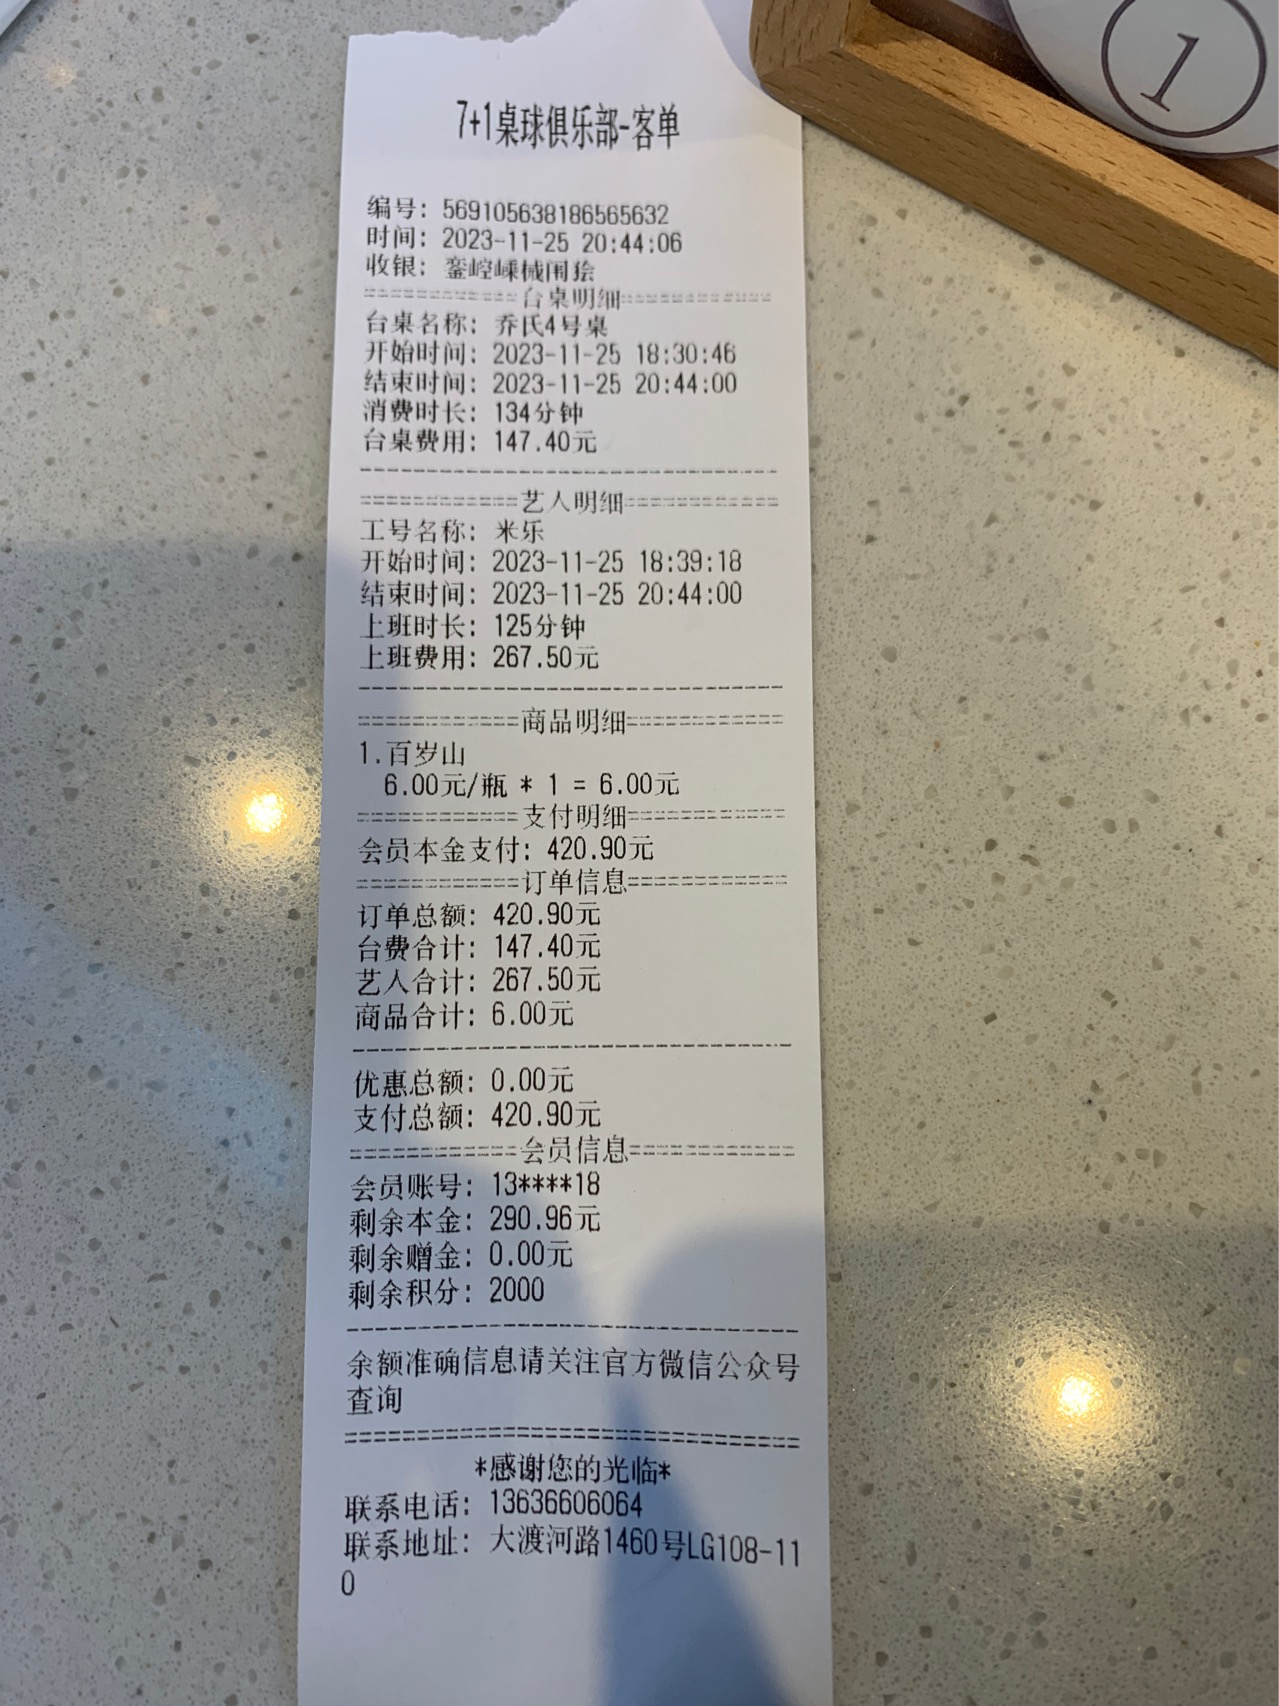 7+1桌球俱乐部-客单
编号: 569105638186565632
时间: 2023-11-25 20:44:06
收银:
============台桌明细============
台桌名称: 乔氏4号桌
开始时间: 2023-11-25 18:30:46
结束时间: 2023-11-25 20:44:00
消费时长: 134分钟
台桌费用: 147.40元
--------------------------------
============艺人明细============
工号名称: 米乐
开始时间: 2023-11-25 18:39:18
结束时间: 2023-11-25 20:44:00
上班时长: 125分钟
上班费用: 267.50元
--------------------------------
============商品明细============
1.百岁山
6.00元/瓶 * 1 = 6.00元
============支付明细============
会员本金支付: 420.90元
============订单信息============
订单总额: 420.90元
台费合计: 147.40元
艺人合计: 267.50元
商品合计: 6.00元
--------------------------------
优惠总额: 0.00元
支付总额: 420.90元
============会员信息============
会员账号: 13****18
剩余本金: 290.96元
剩余赠金: 0.00元
剩余积分: 2000
--------------------------------
余额准确信息请关注官方微信公众号
查询
================================
*感谢您的光临*
联系电话: 13636606064
联系地址: 大渡河路1460号LG108-11
0
1